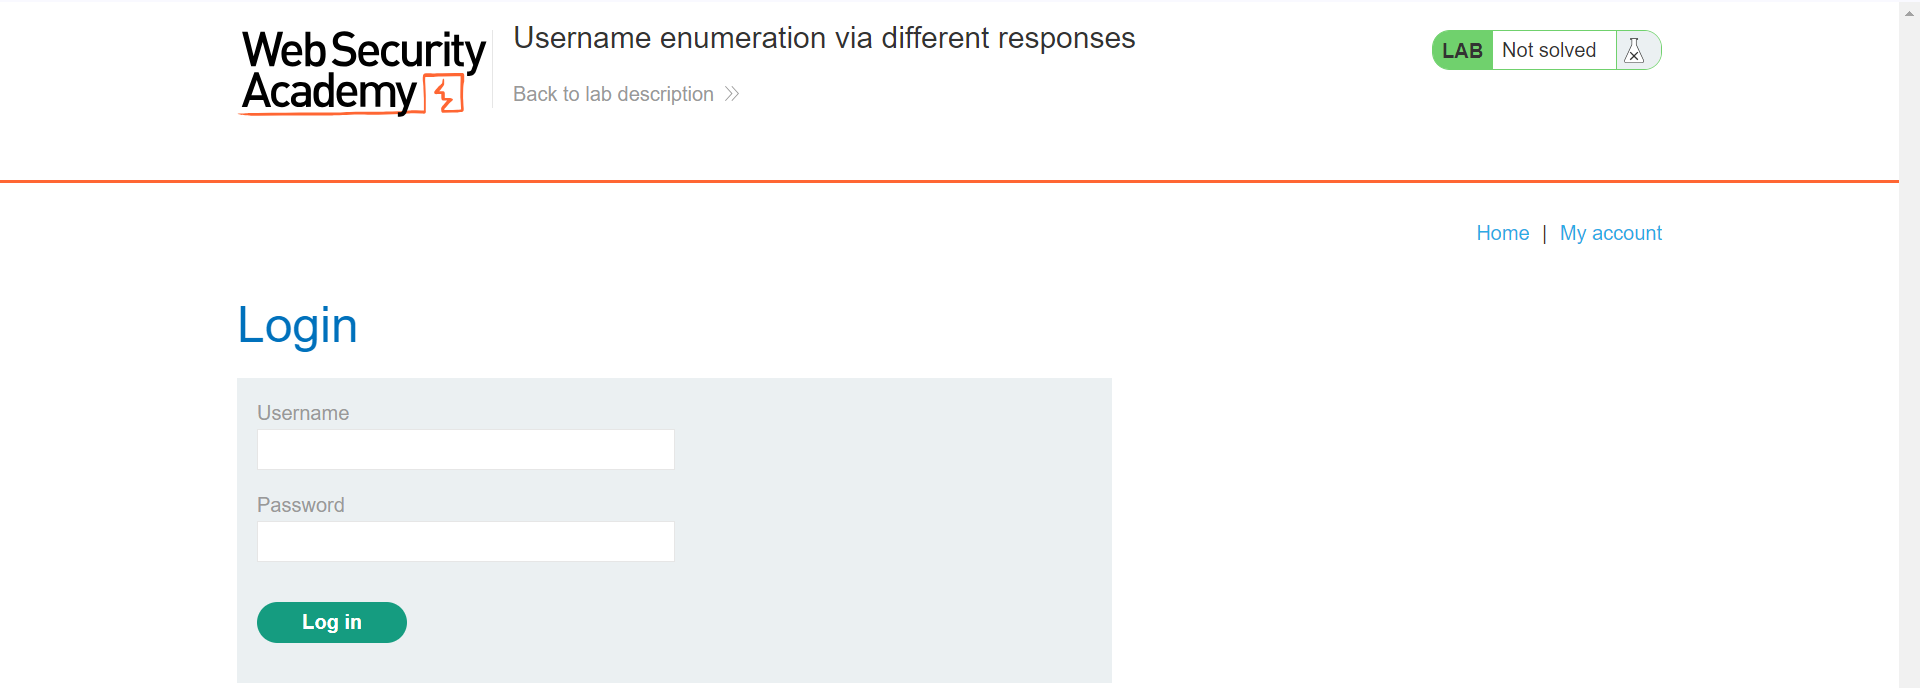 Web Security
Academy
Username enumeration via different responses
Back to lab description
LAB Not solved
Home | My account
Login
Username
Password
Log in